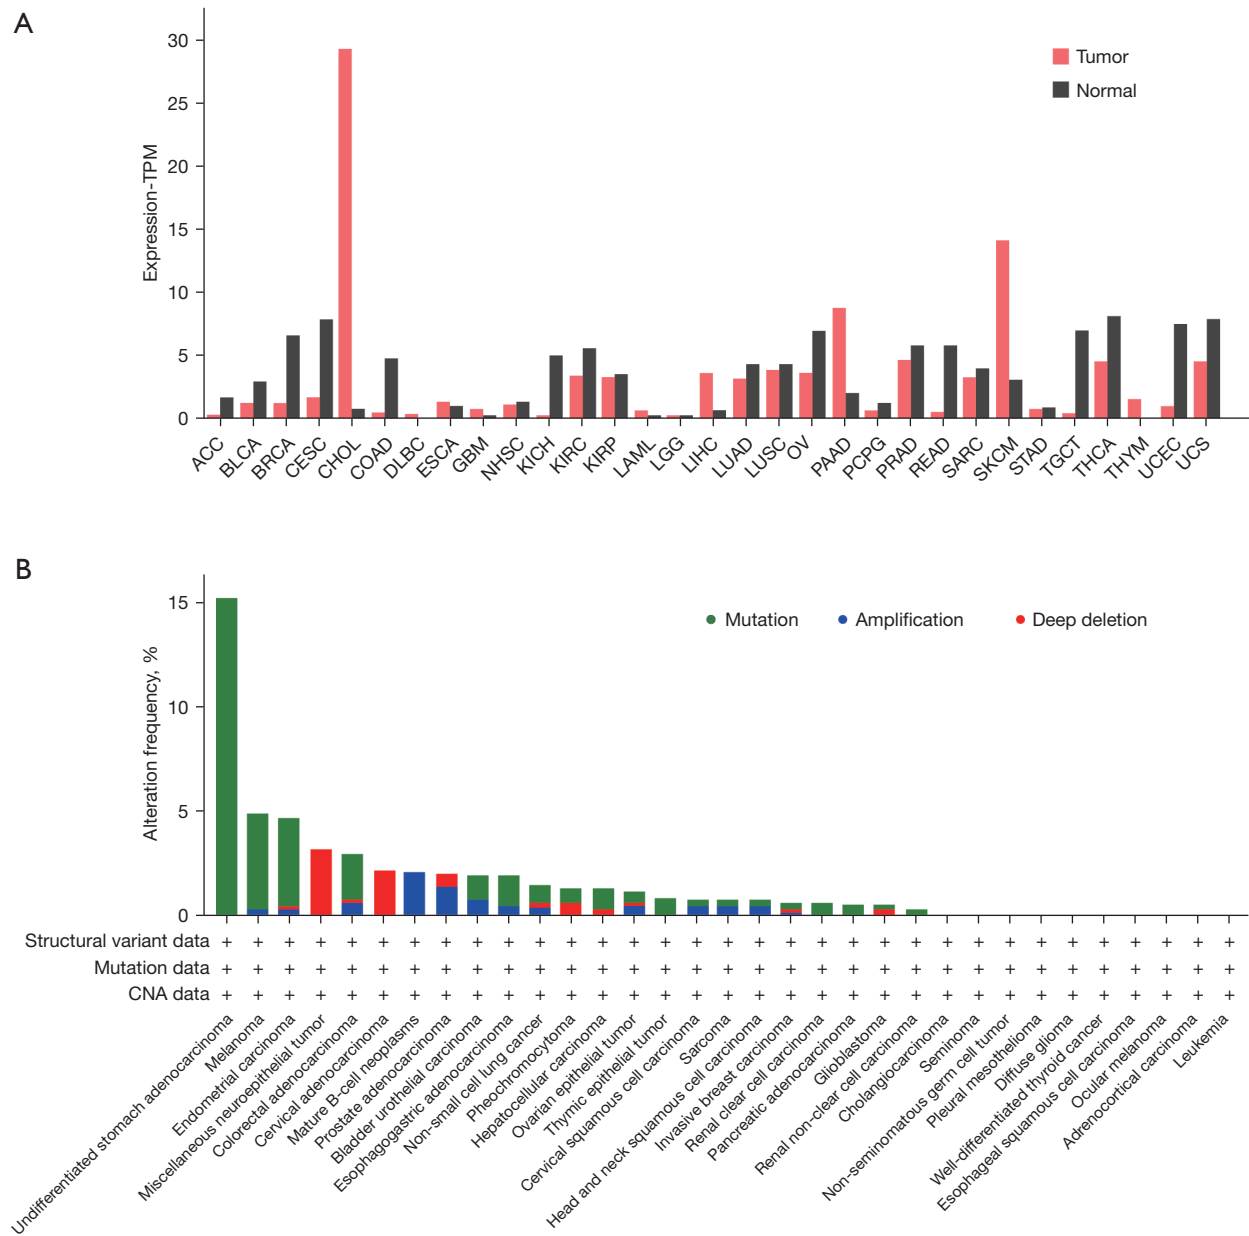 A
Expression-TPM
30
25
20
15
10
5
0
Tumor
Normal
ACC
BLCA
BRCA
CESC
CHOL
COAD
DLBC
ESCA
GBM
NHSC
KICH
KIRC
KIRP
LAML
LGG
LIHC
LUAD
LUSC
OV
PAAD
PCPG
PRAD
READ
SARC
SKCM
STAD
TGCT
THCA
THYM
UCEC
UCS
B
Alteration frequency, %
15
10
5
0
Mutation
Amplification
Deep deletion
Structural variant data + + + + + + + + + + + + + + + + + + + + + + + + + + + + + + + + +
Mutation data + + + + + + + + + + + + + + + + + + + + + + + + + + + + + + + + +
CNA data + + + + + + + + + + + + + + + + + + + + + + + + + + + + + + + + +
Undifferentiated stomach adenocarcinoma
Melanoma
Endometrial carcinoma
Miscellaneous neuroepithelial tumor
Colorectal adenocarcinoma
Cervical adenocarcinoma
Mature B-cell neoplasms
Prostate adenocarcinoma
Bladder urothelial carcinoma
Esophagogastric adenocarcinoma
Non-small cell lung cancer
Pheochromocytoma
Hepatocellular carcinoma
Ovarian epithelial tumor
Thymic epithelial tumor
Cervical squamous cell carcinoma
Sarcoma
Head and neck squamous cell carcinoma
Invasive breast carcinoma
Renal clear cell carcinoma
Pancreatic adenocarcinoma
Glioblastoma
Renal non-clear cell carcinoma
Cholangiocarcinoma
Seminoma
Non-seminomatous germ cell tumor
Pleural mesothelioma
Diffuse glioma
Well-differentiated thyroid cancer
Esophageal squamous cell carcinoma
Ocular melanoma
Adrenocortical carcinoma
Leukemia